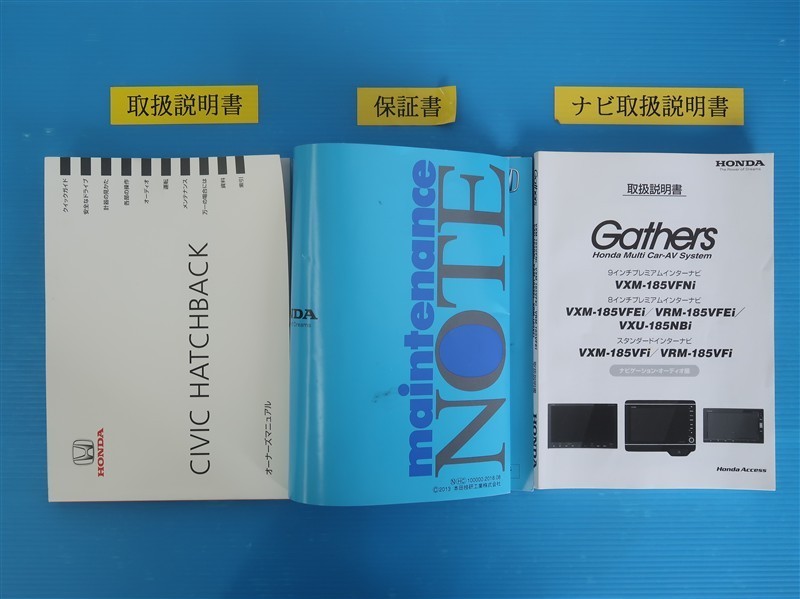 取扱説明書
保証書
ナビ取扱説明書
クイックガイド
安全なドライブ
計器の見かた
各部の操作
オーディオ
運転
メンテナンス
万一の場合には
資料
索引
CIVIC HATCHBACK
オーナーズマニュアル
HONDA
maintenance
NOTE
NDA
©2013 本田技研工業株式会社
HONDA
The Power of Dreams
取扱説明書
Gathers
Honda Multi Car-AV System
9インチプレミアムインターナビ
VXM-185VFNi
8インチプレミアムインターナビ
VXM-185VFEi/VRM-185VFEi/
VXU-185NBi
スタンダードインターナビ
VXM-185VFi/VRM-185VFi
ナビゲーション・オーディオ編
Honda Access
Gathers
HONDA